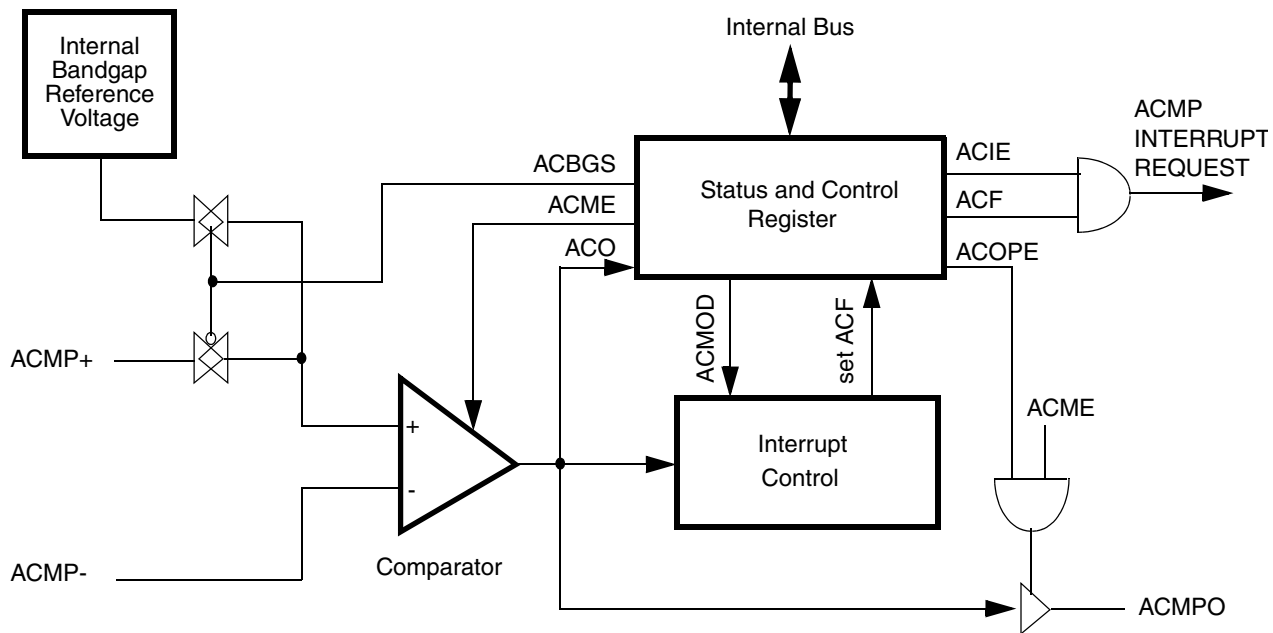 Internal
Bandgap
Reference
Voltage
Internal Bus
ACMP
INTERRUPT
REQUEST
ACBGS
ACME
ACO
Status and Control
Register
ACIE
ACF
ACOPE
ACMOD
set ACF
ACMP+
+
-
Comparator
Interrupt
Control
ACME
ACMP-
ACMPO